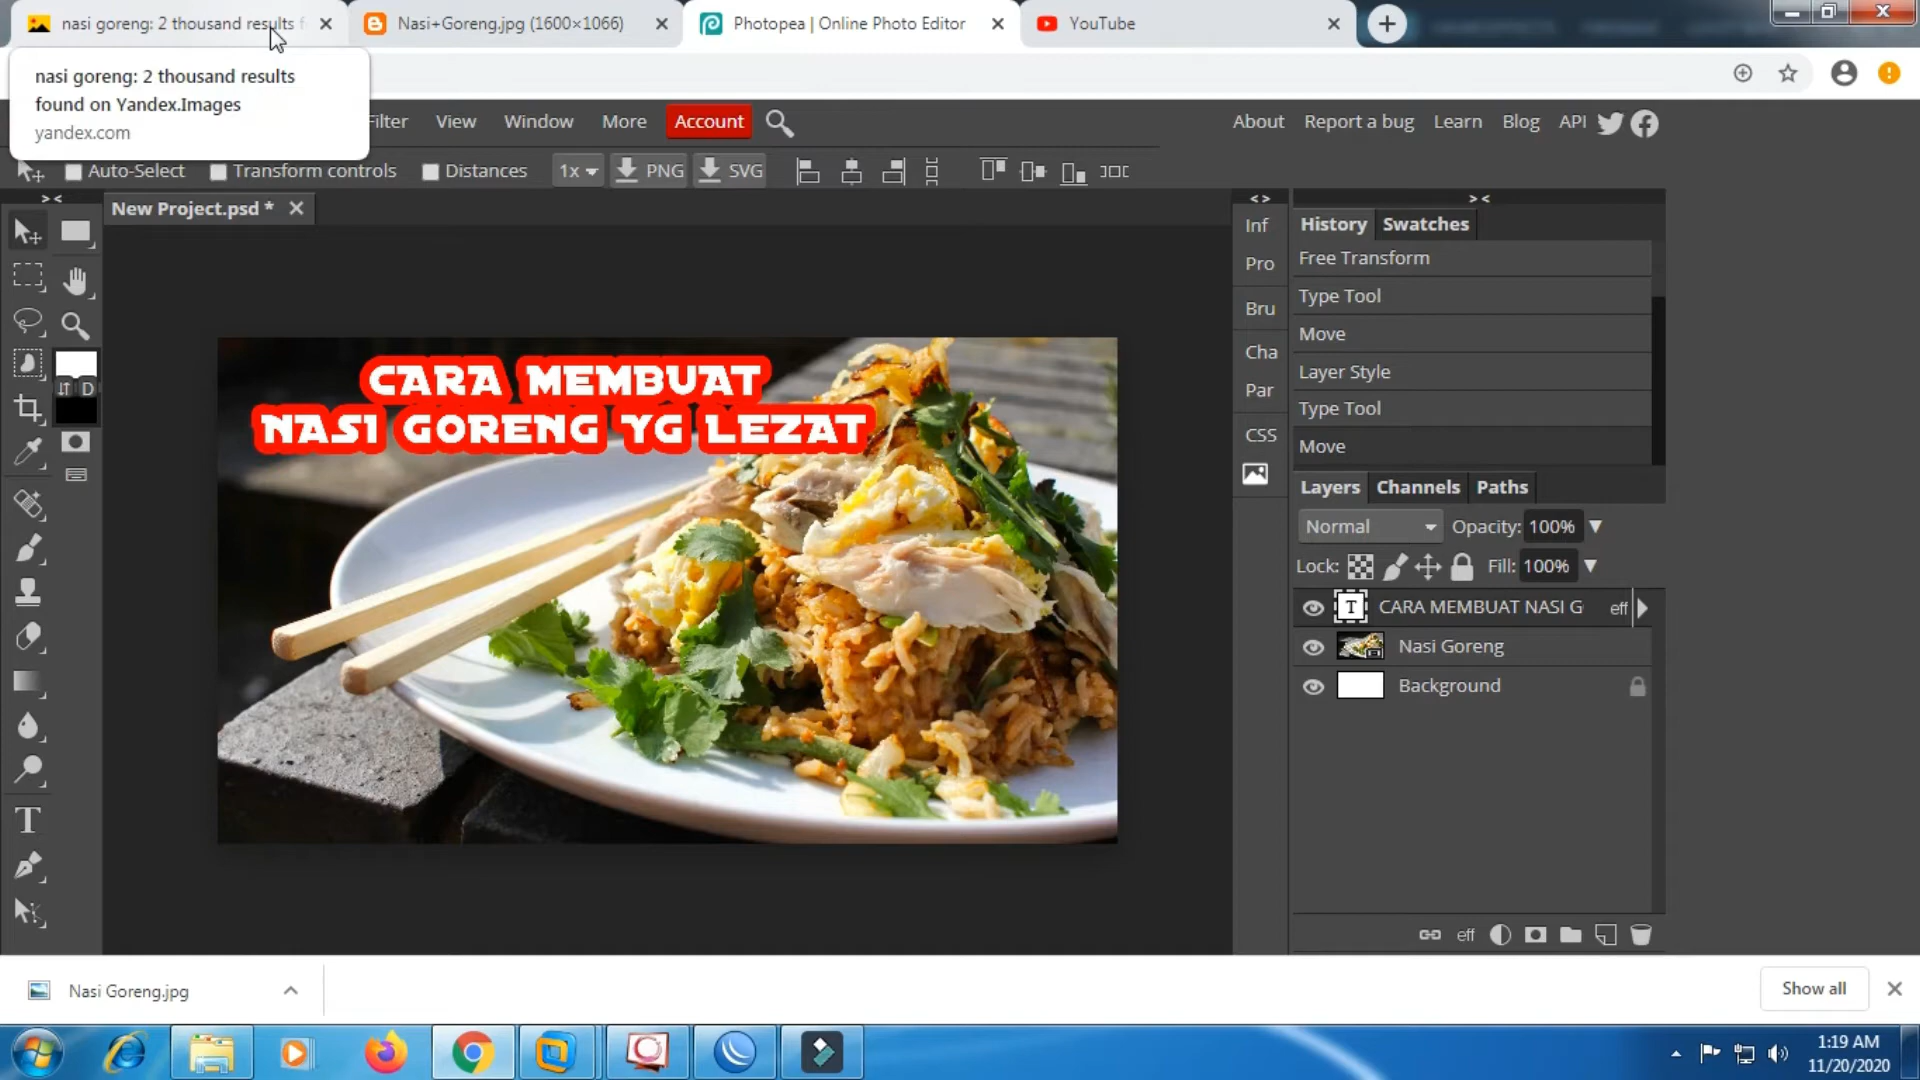 nasi goreng: 2 thousand results f
Nasi+Goreng.jpg (1600×1066)
Photopea | Online Photo Editor
YouTube
nasi goreng: 2 thousand results
found on Yandex.Images
yandex.com
Filter
View
Window
More
Account
About
Report a bug
Learn
Blog
API
Auto-Select
Transform controls
Distances
1x
PNG
SVG
New Project.psd *
Inf
Pro
Bru
Cha
Par
CSS
History
Swatches
Free Transform
Type Tool
Move
Layer Style
Type Tool
Move
CARA MEMBUAT
NASI GORENG YG LEZAT
D
Layers
Channels
Paths
Normal
Opacity: 100%
Lock:
Fill: 100%
T
CARA MEMBUAT NASI G
eff
Nasi Goreng
Background
eff
Nasi Goreng.jpg
Show all
1:19 AM
11/20/2020